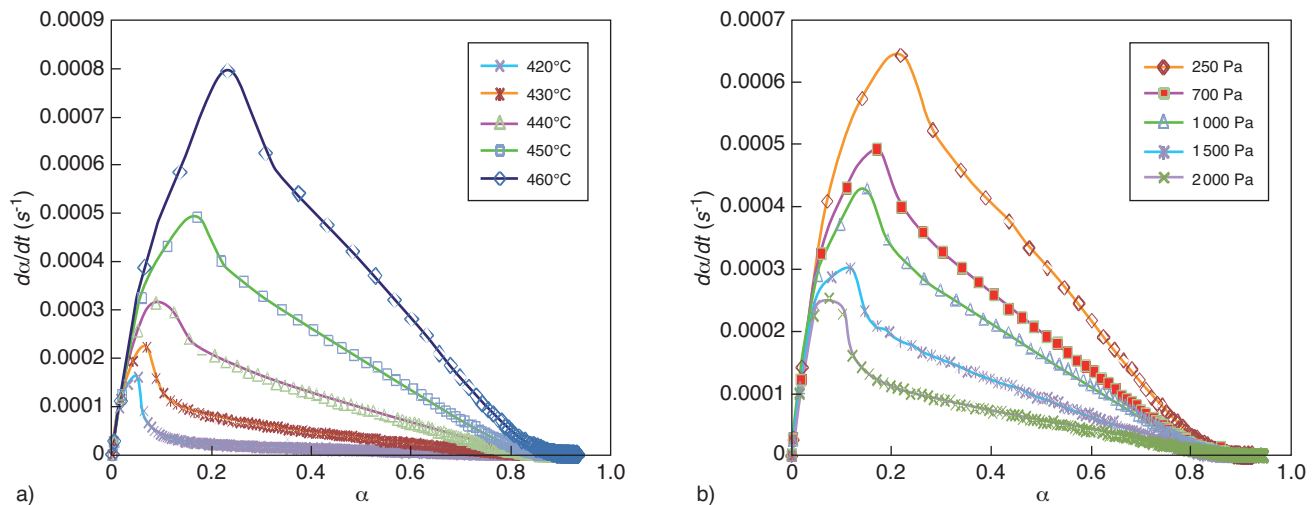 0.0009
0.0008
0.0007
0.0006
0.0005
0.0004
0.0003
0.0002
0.0001
0
dα/dt (s⁻¹)
420°C
430°C
440°C
450°C
460°C
0 0.2 0.4 0.6 0.8 1.0
a) α
0.0007
0.0006
0.0005
0.0004
0.0003
0.0002
0.0001
0
dα/dt (s⁻¹)
250 Pa
700 Pa
1 000 Pa
1 500 Pa
2 000 Pa
0 0.2 0.4 0.6 0.8 1.0
b) α